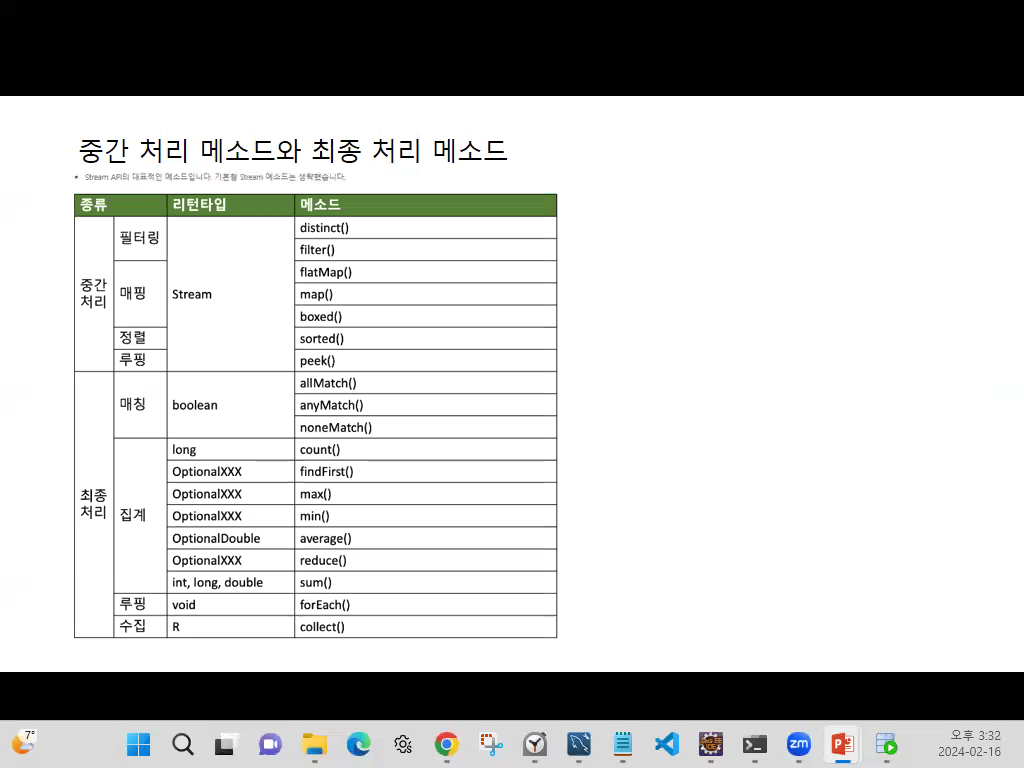 중간 처리 메소드와 최종 처리 메소드
• Stream API의 대표적인 메소드입니다. 기본형 Stream 메소드는 생략했습니다.
종류 리턴타입 메소드
중간 처리 필터링 Stream distinct()
filter()
매핑 flatMap()
map()
boxed()
정렬 sorted()
루핑 peek()
최종 처리 매칭 boolean allMatch()
anyMatch()
noneMatch()
집계 long count()
OptionalXXX findFirst()
OptionalXXX max()
OptionalXXX min()
OptionalDouble average()
OptionalXXX reduce()
int, long, double sum()
루핑 void forEach()
수집 R collect()
7°
zm
오후 3:32
2024-02-16